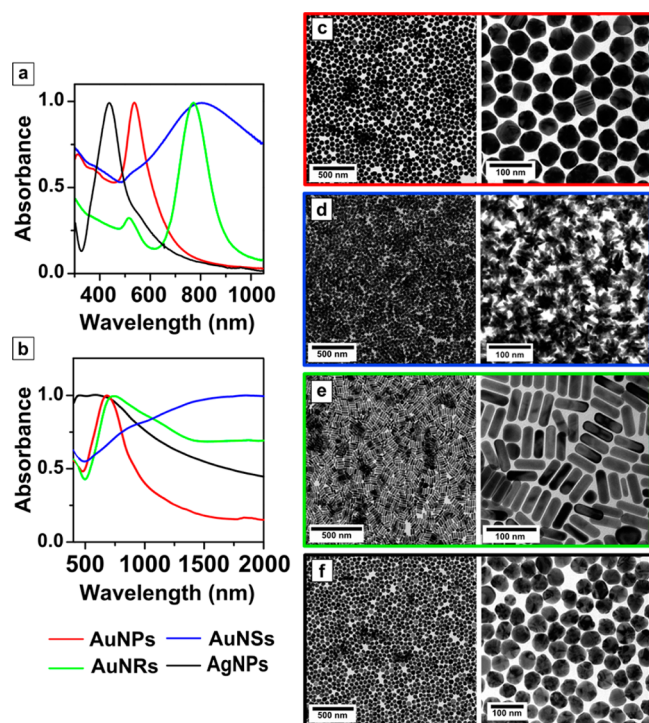 a
1.0
0.5
0.0
Absorbance
400 600 800 1000
Wavelength (nm)
b
1.0
0.5
0.0
Absorbance
500 1000 1500 2000
Wavelength (nm)
AuNPs AuNSs
AuNRs AgNPs
c
500 nm 100 nm
d
500 nm 100 nm
e
500 nm 100 nm
f
500 nm 100 nm